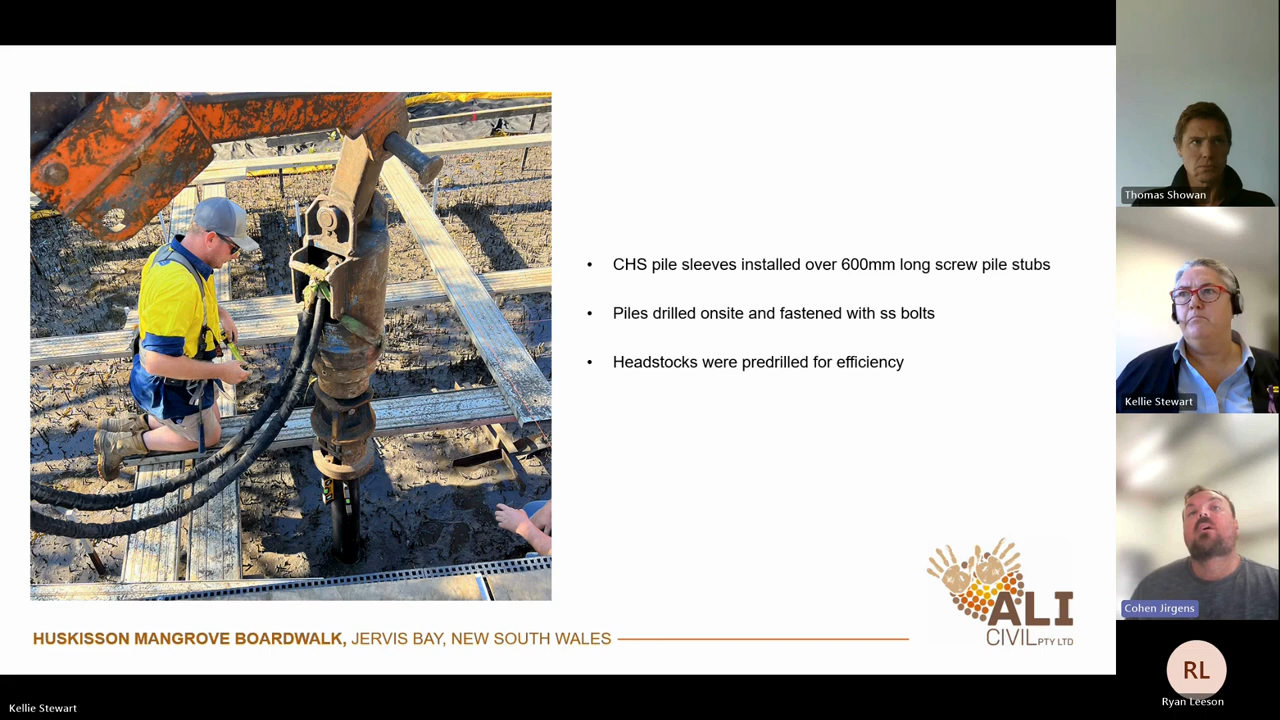 • CHS pile sleeves installed over 600mm long screw pile stubs
• Piles drilled onsite and fastened with ss bolts
• Headstocks were predrilled for efficiency
ALI
CIVIL PTY LTD
HUSKISSON MANGROVE BOARDWALK, JERVIS BAY, NEW SOUTH WALES
Kellie Stewart
Thomas Showan
Kellie Stewart
Cohen Jirgens
RL
Ryan Leeson